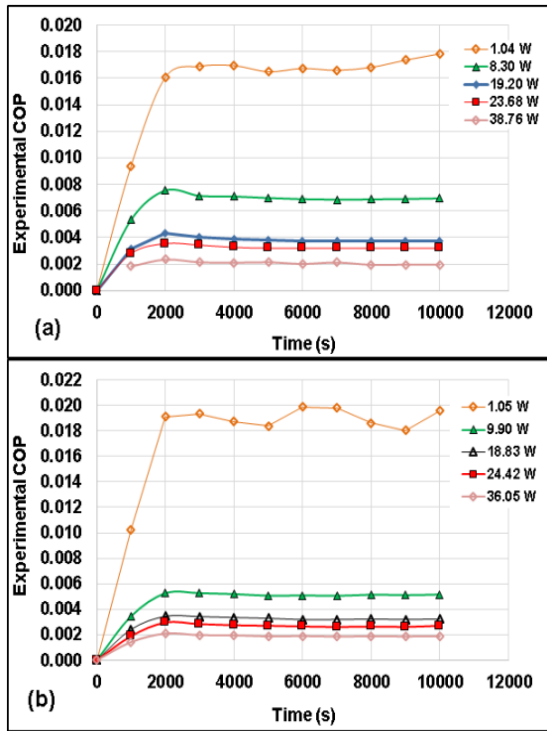 0.020
0.018
0.016
0.014
0.012
0.010
0.008
0.006
0.004
0.002
0.000
Experimental COP
1.04 W
8.30 W
19.20 W
23.68 W
38.76 W
0 2000 4000 6000 8000 10000 12000
Time (s)
(a)
0.022
0.020
0.018
0.016
0.014
0.012
0.010
0.008
0.006
0.004
0.002
0.000
Experimental COP
1.05 W
9.90 W
18.83 W
24.42 W
36.05 W
0 2000 4000 6000 8000 10000 12000
Time (s)
(b)